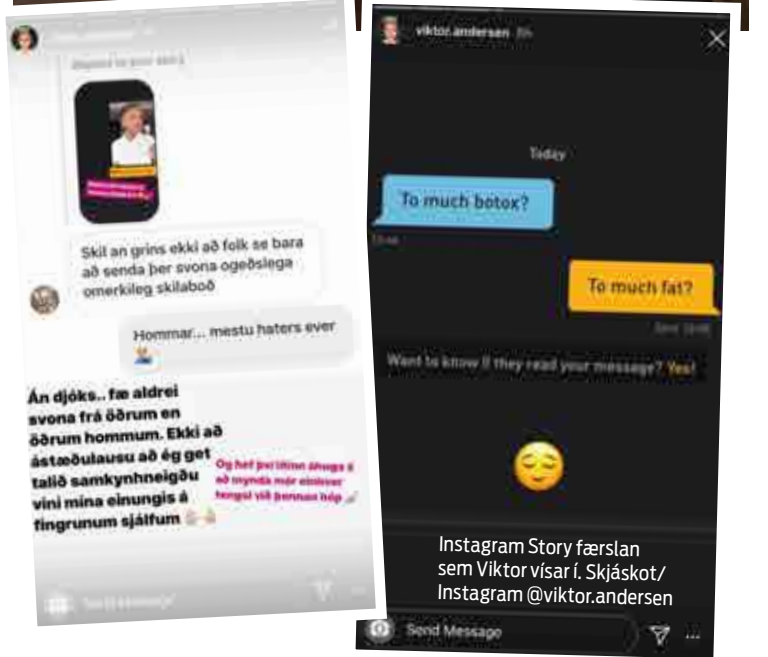 Skil an grins ekki að folk se bara
að senda þer svona ogeðslega
omerkileg skilaboð
Hommar... mestu haters ever
Án djóks.. fæ aldrei
svona frá öðrum en
öðrum hommum. Ekki að
ástæðulausu að ég get
talið samkynhneigðu
vini mína einungis á
fingrunum sjálfum
Og hef því lítinn áhuga á
að mynda mér einhver
tengsl við þennan hóp
viktor.andersen 8h
Today
To much botox?
To much fat?
Want to know if they read your message? Yes!
Instagram Story færslan
sem Viktor vísar í. Skjáskot/
Instagram @viktor.andersen
Send Message